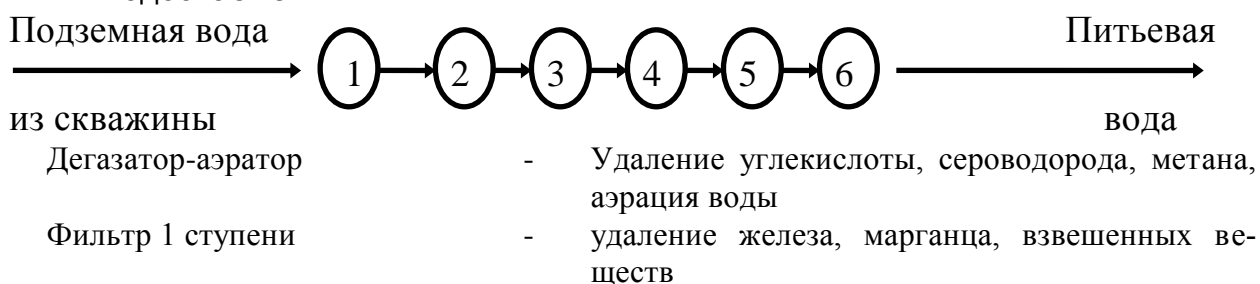 Подземная вода
Питьевая
1 2 3 4 5 6
из скважины
вода
Дегазатор-аэратор - Удаление углекислоты, сероводорода, метана,
аэрация воды
Фильтр 1 ступени - удаление железа, марганца, взвешенных ве-
ществ